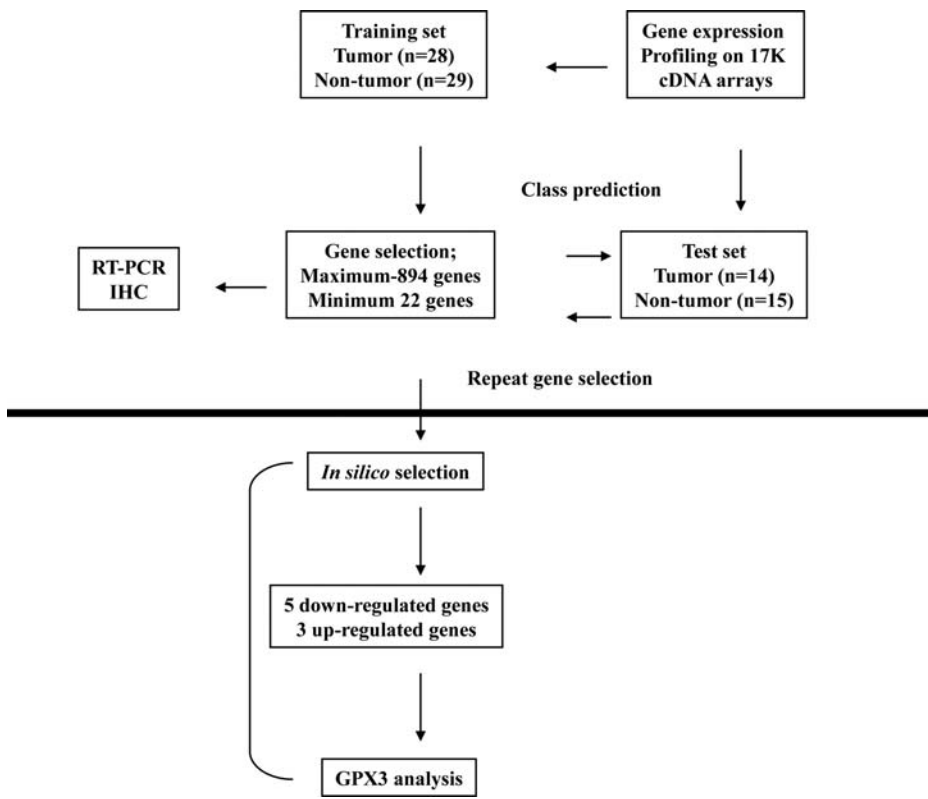 Training set
Tumor (n=28)
Non-tumor (n=29)
Gene expression
Profiling on 17K
cDNA arrays
Class prediction
RT-PCR
IHC
Gene selection;
Maximum-894 genes
Minimum 22 genes
Test set
Tumor (n=14)
Non-tumor (n=15)
Repeat gene selection
In silico selection
5 down-regulated genes
3 up-regulated genes
GPX3 analysis